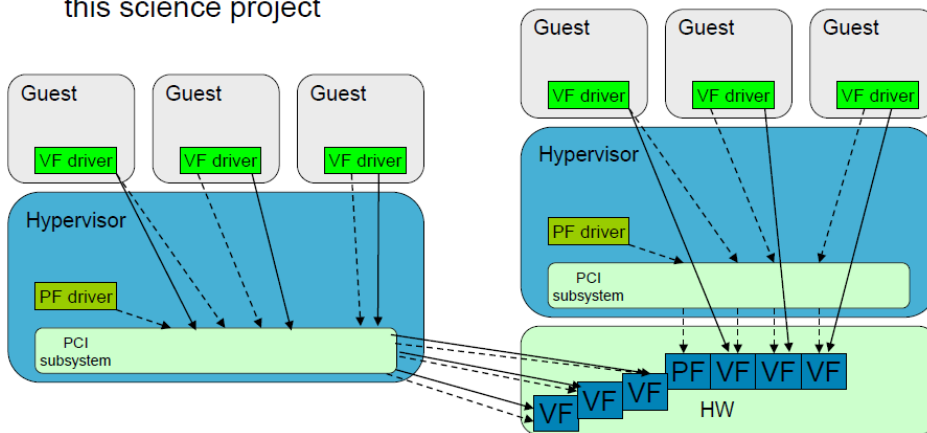 this science project
Guest
Guest
Guest
VF driver
VF driver
VF driver
Hypervisor
PF driver
PCI
subsystem
Guest
Guest
Guest
VF driver
VF driver
VF driver
Hypervisor
PF driver
PCI
subsystem
PF
VF
VF
VF
VF
VF
VF
HW